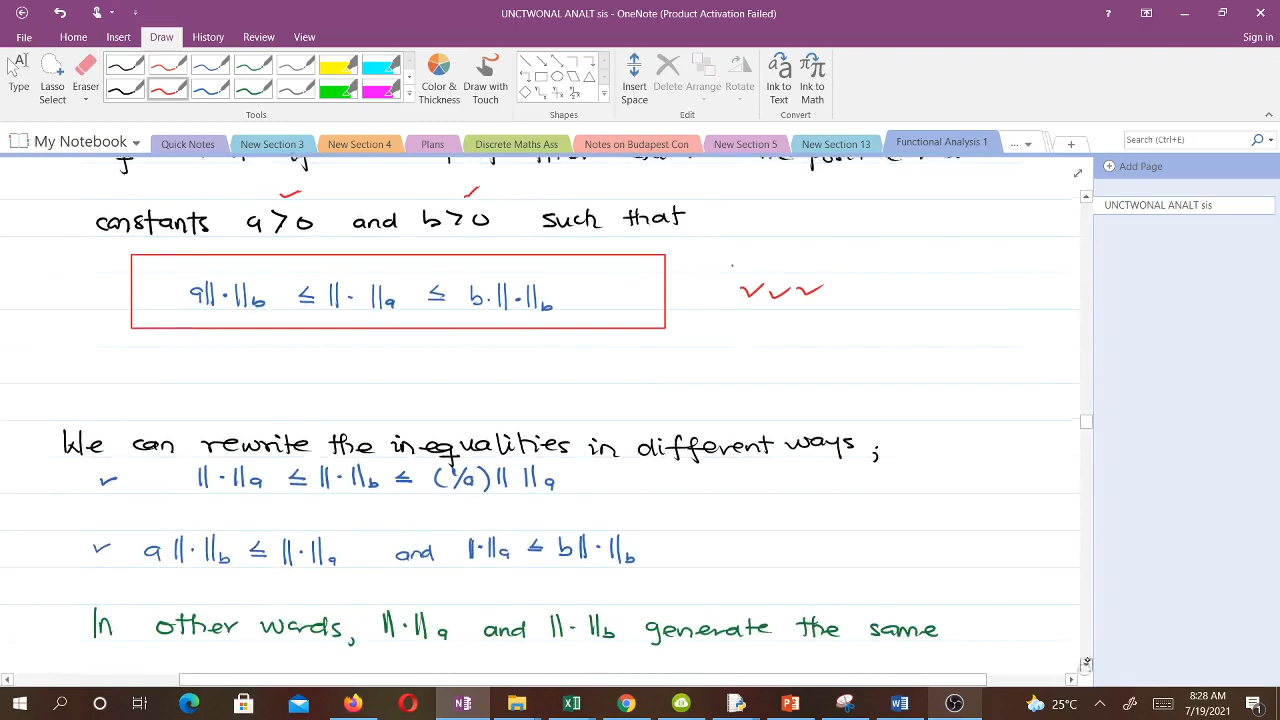 UNCTWONAL ANALT sis - OneNote (Product Activation Failed)
File Home Insert Draw History Review View Sign in
Type Lasso Select Eraser Color & Thickness Draw with Touch Insert Space Delete Arrange Rotate Ink to Text Ink to Math
Tools Shapes Edit Convert
My Notebook Quick Notes New Section 3 New Section 4 Plans Discrete Maths Ass Notes on Budapest Con New Section 5 New Section 13 Functional Analysis 1 ... Search (Ctrl+E)
Add Page
UNCTWONAL ANALT sis
constants a > 0 and b > 0 such that
a||·||b ≤ ||·||a ≤ b.||·||b
We can rewrite the inequalities in different ways;
||·||a ≤ ||·||b ≤ (1/a)|| ||a
a||·||b ≤ ||·||a and ||·||a ≤ b||·||b
In other words, ||·||a and ||·||b generate the same
25°C 8:28 AM
7/19/2021